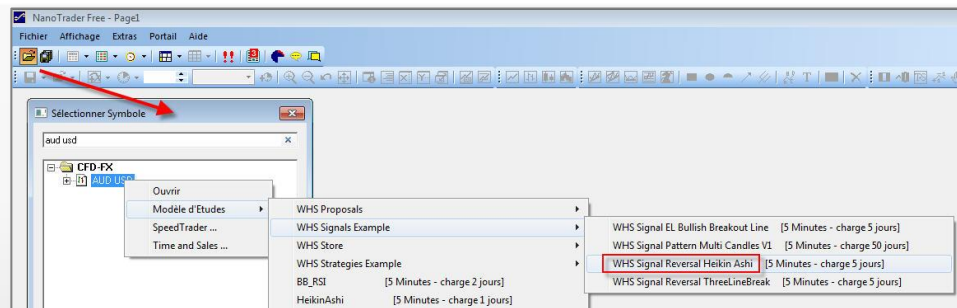 NanoTrader Free - Page1
Fichier Affichage Extras Portail Aide
Sélectionner Symbole
aud usd
CFD-FX
AUD USD
Ouvrir
Modèle d'Etudes
SpeedTrader ...
Time and Sales ...
WHS Proposals
WHS Signals Example
WHS Store
WHS Strategies Example
BB_RSI [5 Minutes - charge 2 jours]
HeikinAshi [5 Minutes - charge 1 jours]
WHS Signal EL Bullish Breakout Line [5 Minutes - charge 5 jours]
WHS Signal Pattern Multi Candles V1 [5 Minutes - charge 50 jours]
WHS Signal Reversal Heikin Ashi [5 Minutes - charge 5 jours]
WHS Signal Reversal ThreeLineBreak [5 Minutes - charge 5 jours]